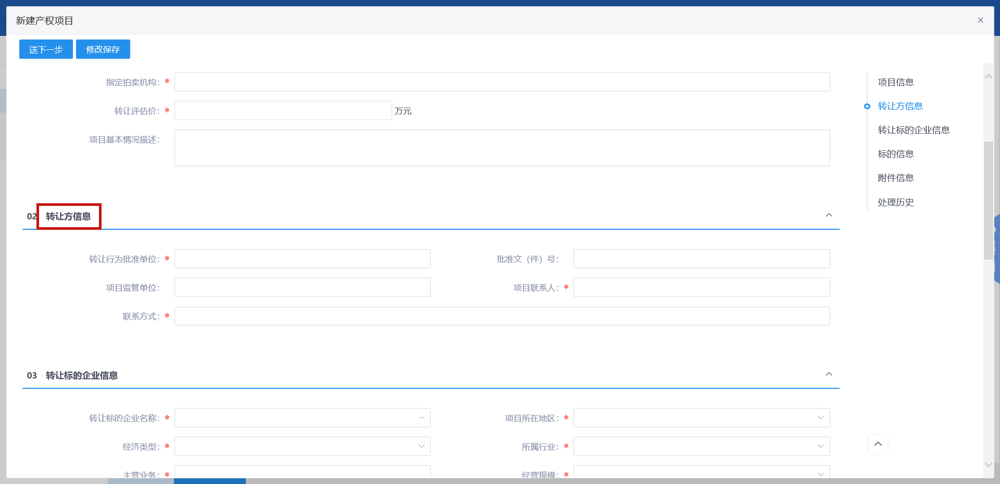 新建产权项目
×
送下一步 修改保存
指定拍卖机构： *
转让评估价： * 万元
项目基本情况描述：
项目信息
转让方信息
转让标的企业信息
标的信息
附件信息
处理历史
02 转让方信息
转让行为批准单位： * 批准文（件）号：
项目监管单位： 项目联系人： *
联系方式： *
03 转让标的企业信息
转让标的企业名称： * ··· 项目所在地区： *
经济类型： * 所属行业： *
主营业务： * 经营规模： *